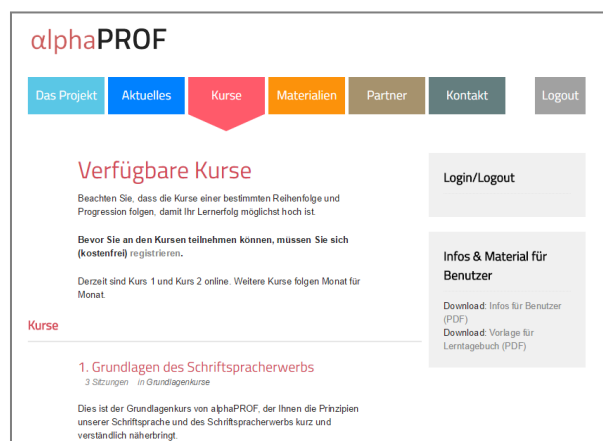 αlphaPROF
Das Projekt Aktuelles Kurse Materialien Partner Kontakt Logout
Verfügbare Kurse
Beachten Sie, dass die Kurse einer bestimmten Reihenfolge und
Progression folgen, damit Ihr Lernerfolg möglichst hoch ist.
Bevor Sie an den Kursen teilnehmen können, müssen Sie sich
(kostenfrei) registrieren.
Derzeit sind Kurs 1 und Kurs 2 online. Weitere Kurse folgen Monat für
Monat.
Kurse
1. Grundlagen des Schriftspracherwerbs
3 Sitzungen in Grundlagenkurse
Dies ist der Grundlagenkurs von alphaPROF, der Ihnen die Prinzipien
unserer Schriftsprache und des Schriftspracherwerbs kurz und
verständlich näherbringt.
Login/Logout
Infos & Material für
Benutzer
Download: Infos für Benutzer
(PDF)
Download: Vorlage für
Lerntagebuch (PDF)